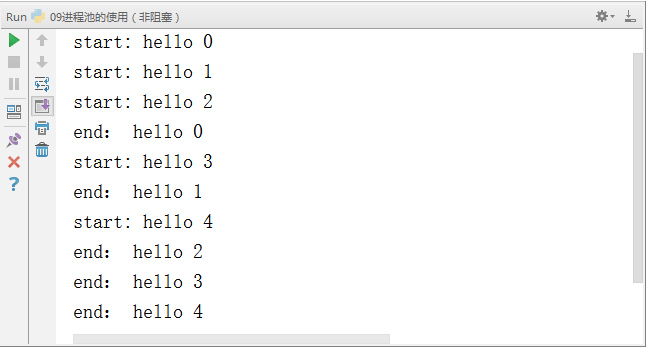 Run 09进程池的使用（非阻塞）
start: hello 0
start: hello 1
start: hello 2
end： hello 0
start: hello 3
end： hello 1
start: hello 4
end： hello 2
end： hello 3
end： hello 4